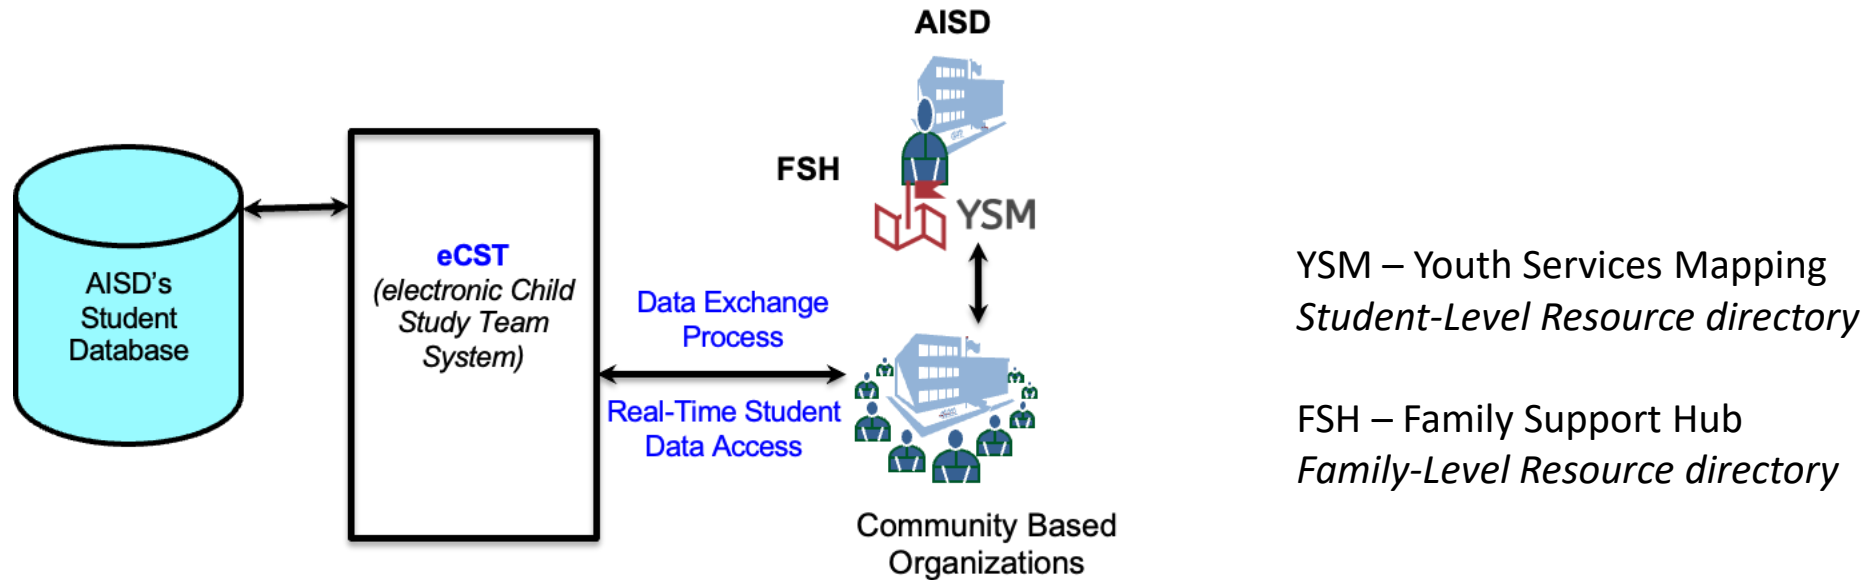 AISD
FSH
YSM
AISD's
Student
Database
eCST
(electronic Child
Study Team
System)
Data Exchange
Process
Real-Time Student
Data Access
Community Based
Organizations
YSM – Youth Services Mapping
Student-Level Resource directory
FSH – Family Support Hub
Family-Level Resource directory